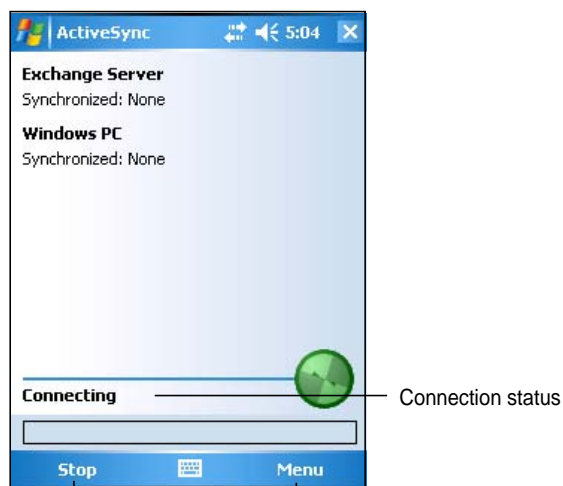 ActiveSync 5:04
Exchange Server
Synchronized: None
Windows PC
Synchronized: None
Connecting
Connection status
Stop Menu